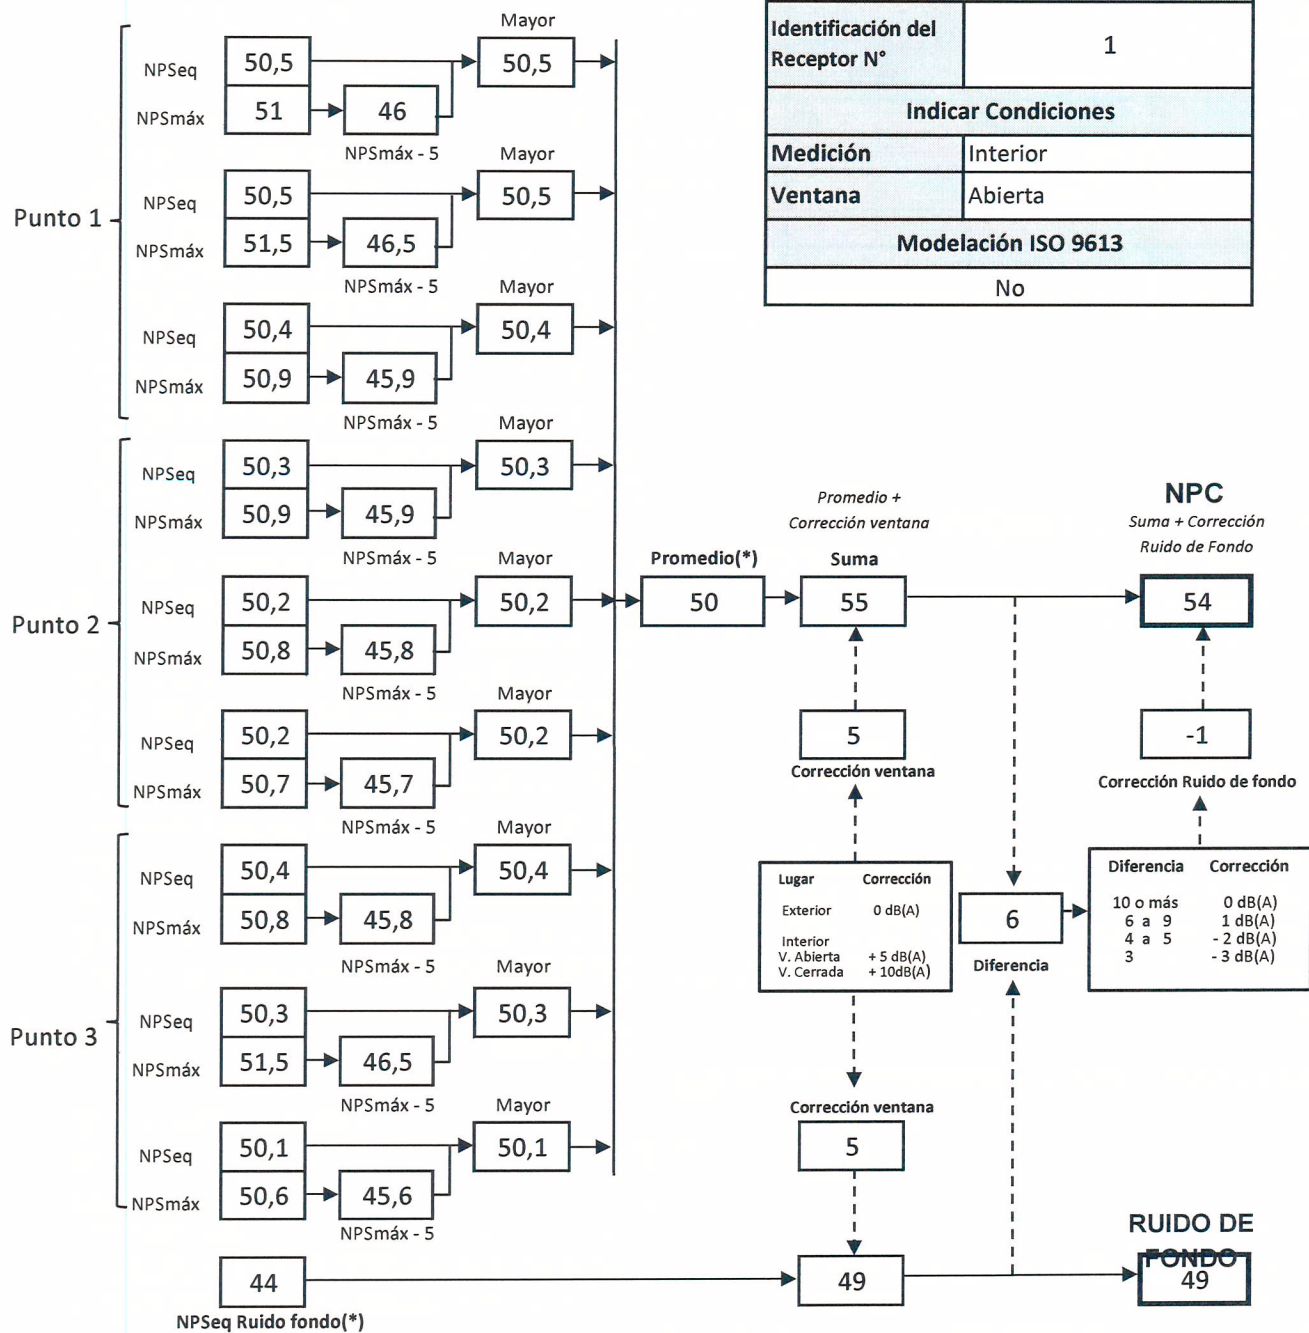 Identificación del
Receptor N°
1
Indicar Condiciones
Medición Interior
Ventana Abierta
Modelación ISO 9613
No
Punto 1
Mayor
NPSeq 50,5 50,5
NPSmáx 51 46
NPSmáx - 5
Mayor
NPSeq 50,5 50,5
NPSmáx 51,5 46,5
NPSmáx - 5
Mayor
NPSeq 50,4 50,4
NPSmáx 50,9 45,9
NPSmáx - 5
Punto 2
Mayor
NPSeq 50,3 50,3
NPSmáx 50,9 45,9
NPSmáx - 5
Mayor
NPSeq 50,2 50,2
NPSmáx 50,8 45,8
NPSmáx - 5
Mayor
NPSeq 50,2 50,2
NPSmáx 50,7 45,7
NPSmáx - 5
Punto 3
Mayor
NPSeq 50,4 50,4
NPSmáx 50,8 45,8
NPSmáx - 5
Mayor
NPSeq 50,3 50,3
NPSmáx 51,5 46,5
NPSmáx - 5
Mayor
NPSeq 50,1 50,1
NPSmáx 50,6 45,6
NPSmáx - 5
44
NPSeq Ruido fondo(*)
Promedio(*)
50
Promedio +
Corrección ventana
Suma
55
5
Corrección ventana
Lugar Corrección
Exterior 0 dB(A)
Interior
V. Abierta + 5 dB(A)
V. Cerrada + 10dB(A)
Corrección ventana
5
49
6
Diferencia
NPC
Suma + Corrección
Ruido de Fondo
54
-1
Corrección Ruido de fondo
Diferencia Corrección
10 o más 0 dB(A)
6 a 9 1 dB(A)
4 a 5 - 2 dB(A)
3 - 3 dB(A)
RUIDO DE
FONDO
49